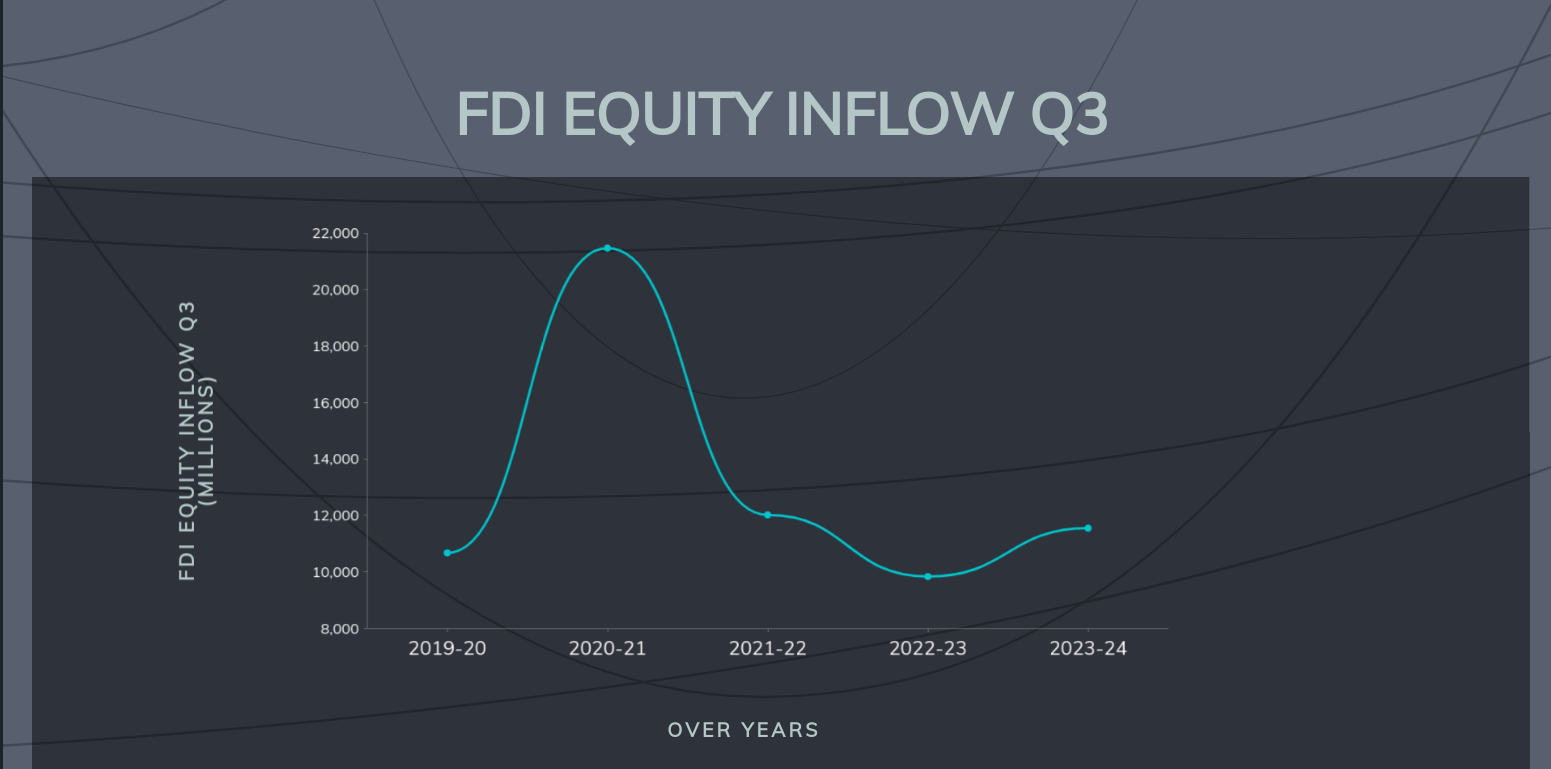 FDI EQUITY INFLOW Q3
22,000
20,000
18,000
16,000
14,000
12,000
10,000
8,000
FDI EQUITY INFLOW Q3
(MILLIONS)
2019-20 2020-21 2021-22 2022-23 2023-24
OVER YEARS